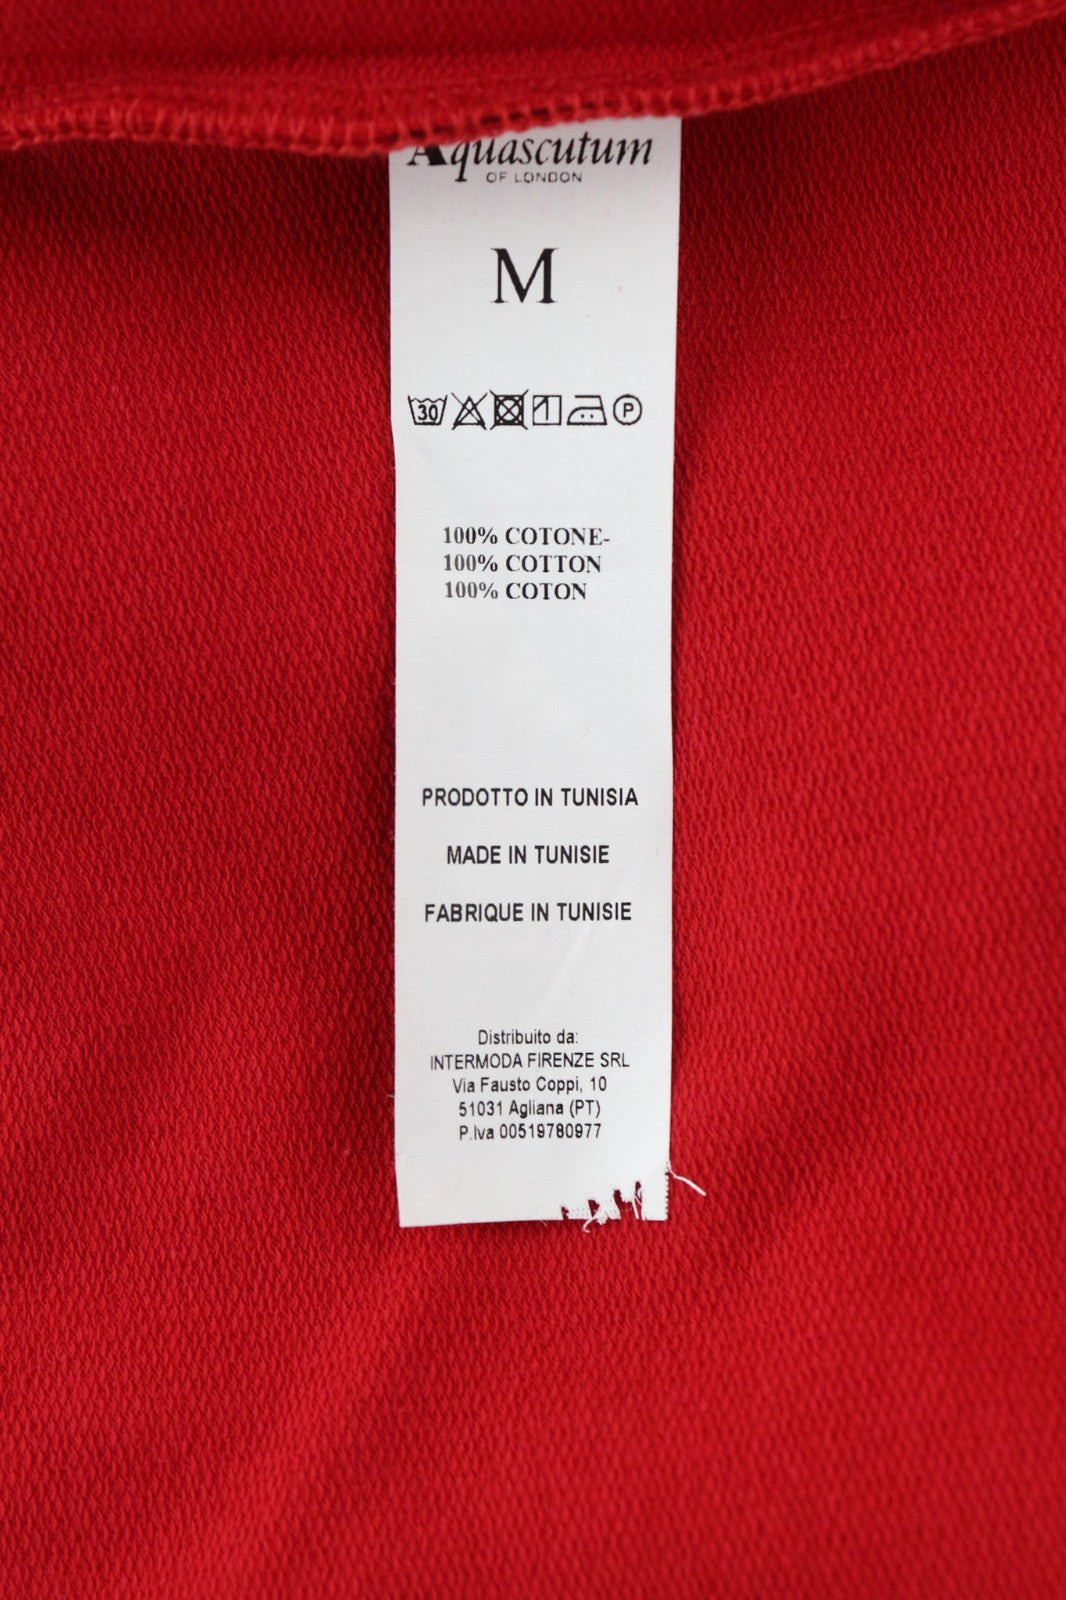 Aquascutum
OF LONDON
M
30 P
100% COTONE-
100% COTTON
100% COTON
PRODOTTO IN TUNISIA
MADE IN TUNISIE
FABRIQUE IN TUNISIE
Distribuito da:
INTERMODA FIRENZE SRL
Via Fausto Coppi, 10
51031 Agliana (PT)
P.Iva 00519780977